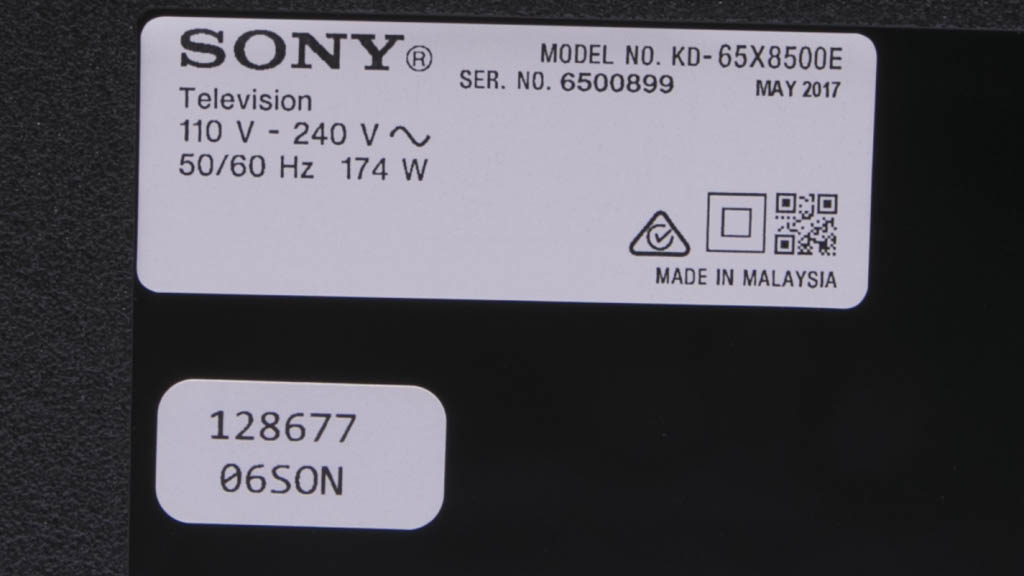 SONY®
MODEL NO. KD-65X8500E
SER. NO. 6500899
MAY 2017
Television
110 V - 240 V ~
50/60 Hz 174 W
MADE IN MALAYSIA
128677
06SON